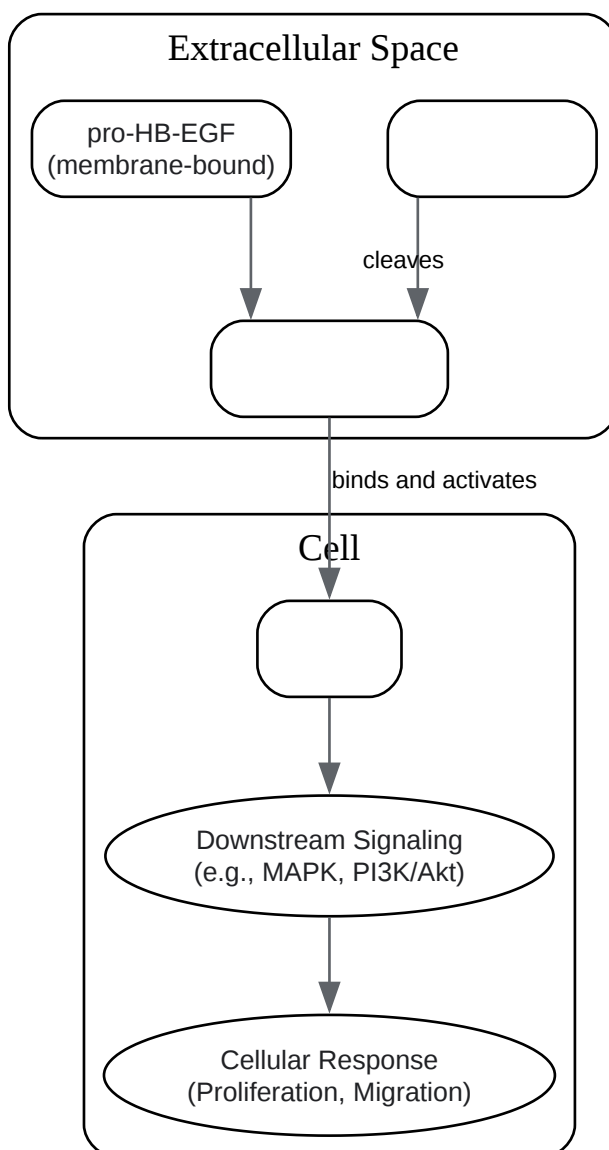 Extracellular Space
pro-HB-EGF
(membrane-bound)
cleaves
binds and activates
Cell
Downstream Signaling
(e.g., MAPK, PI3K/Akt)
Cellular Response
(Proliferation, Migration)